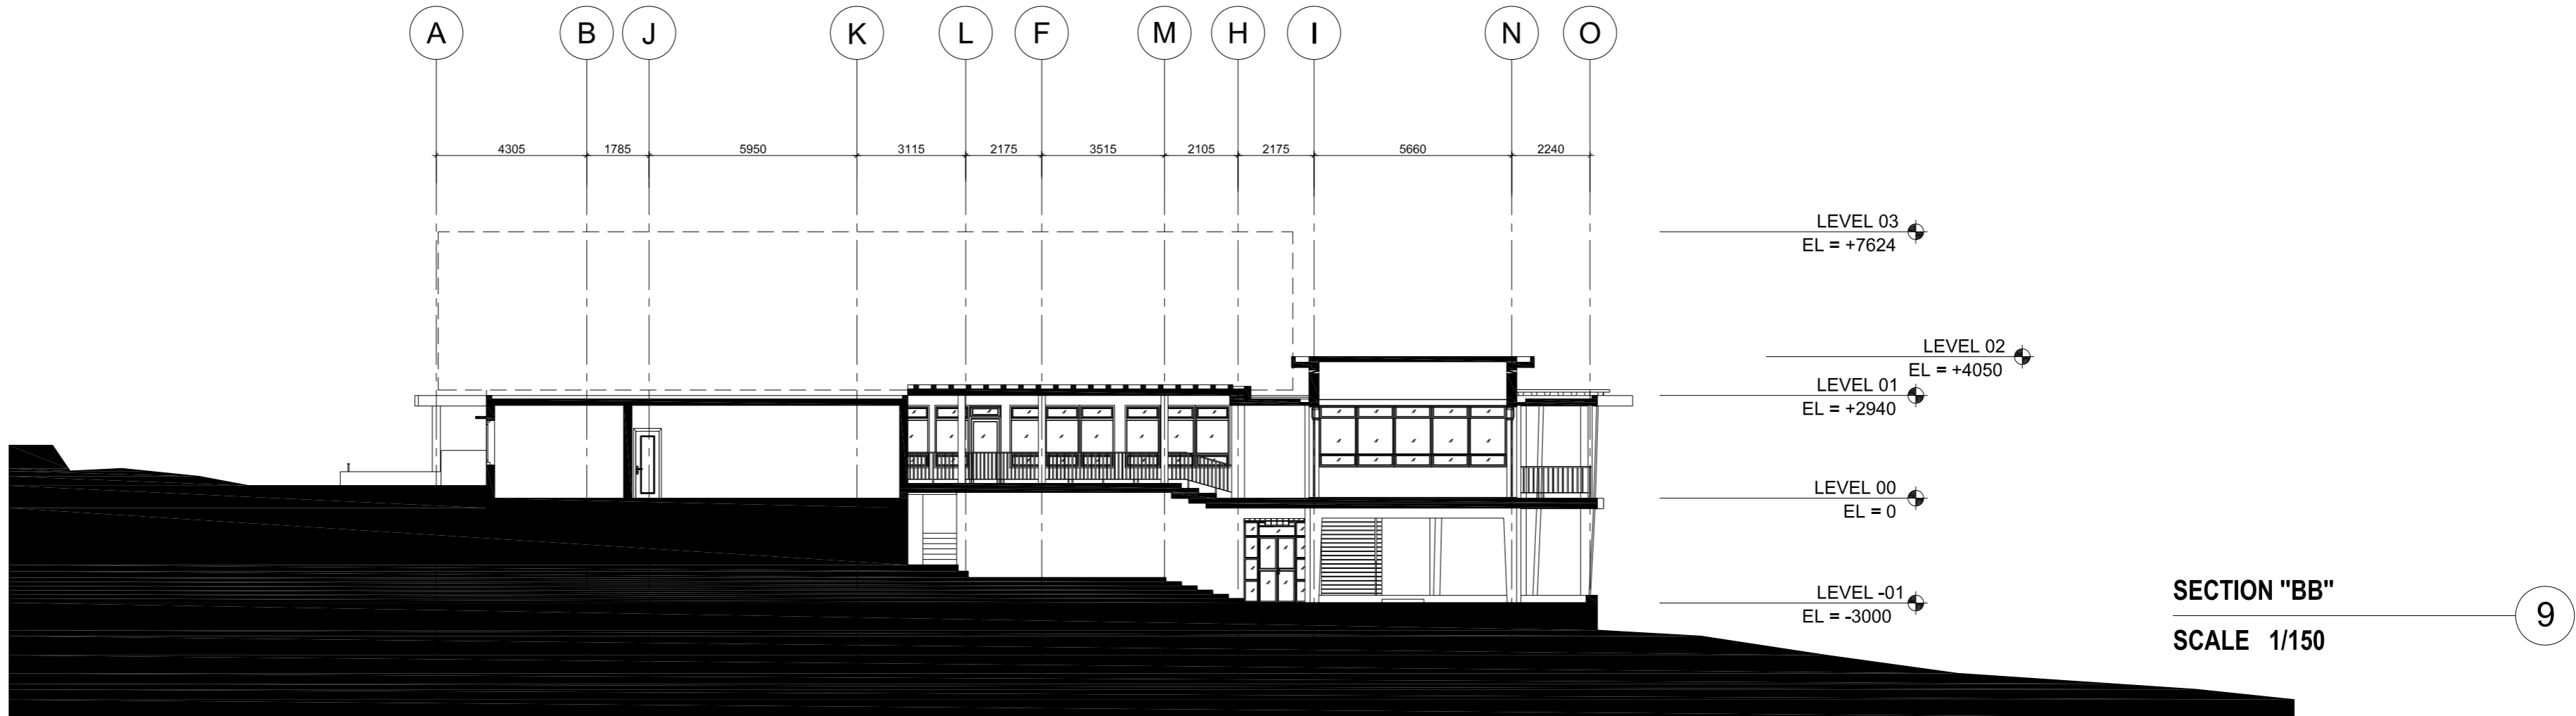 A B J K L F M H I N O
4305 1785 5950 3115 2175 3515 2105 2175 5660 2240
LEVEL 03
EL = +7624
LEVEL 02
EL = +4050
LEVEL 01
EL = +2940
LEVEL 00
EL = 0
LEVEL -01
EL = -3000
SECTION "BB"
9
SCALE 1/150